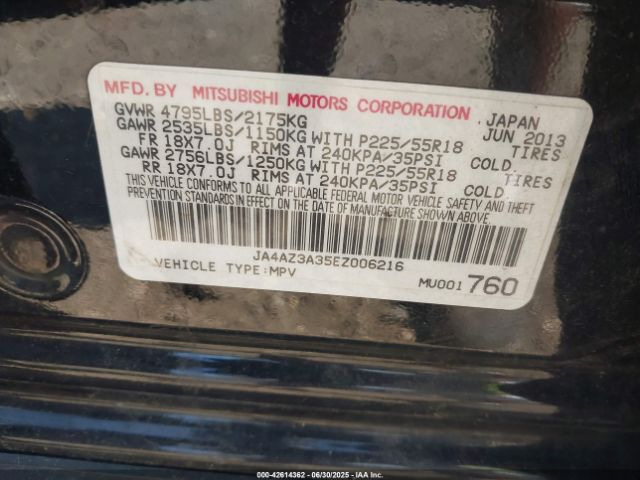 MFD. BY MITSUBISHI MOTORS CORPORATION JAPAN
GVWR 4795LBS/2175KG JUN 2013
GAWR 2535LBS/1150KG WITH P225/55R18 TIRES
FR 18X7.0J RIMS AT 240KPA/35PSI COLD
GAWR 2756LBS/1250KG WITH P225/55R18 TIRES
RR 18X7.0J RIMS AT 240KPA/35PSI COLD
THIS VEHICLE CONFORMS TO ALL APPLICABLE FEDERAL MOTOR VEHICLE SAFETY AND THEFT
PREVENTION STANDARDS IN EFFECT ON THE DATE OF MANUFACTURE SHOWN ABOVE.
JA4AZ3A35EZ006216
VEHICLE TYPE:MPV MU001 760
000-42614362 06/30/2025 IAA Inc.